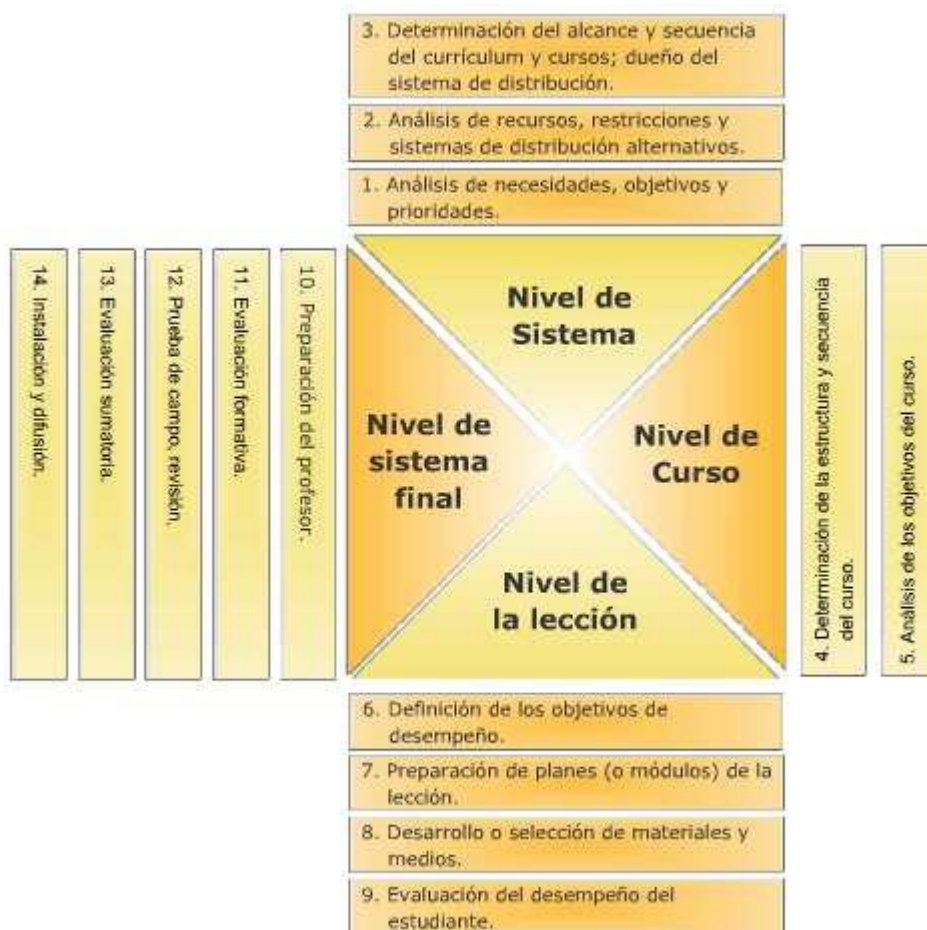 3. Determinación del alcance y secuencia
del currículum y cursos; dueño del
sistema de distribución.
2. Análisis de recursos, restricciones y
sistemas de distribución alternativos.
1. Análisis de necesidades, objetivos y
prioridades.
14. Instalación y difusión.
13. Evaluación sumatoria.
12. Prueba de campo, revisión.
11. Evaluación formativa.
10. Preparación del profesor.
Nivel de
Sistema
Nivel de
sistema
final
Nivel de
Curso
Nivel de
la lección
4. Determinación de la estructura y secuencia
del curso.
5. Análisis de los objetivos del curso.
6. Definición de los objetivos de
desempeño.
7. Preparación de planes (o módulos) de la
lección.
8. Desarrollo o selección de materiales y
medios.
9. Evaluación del desempeño del
estudiante.